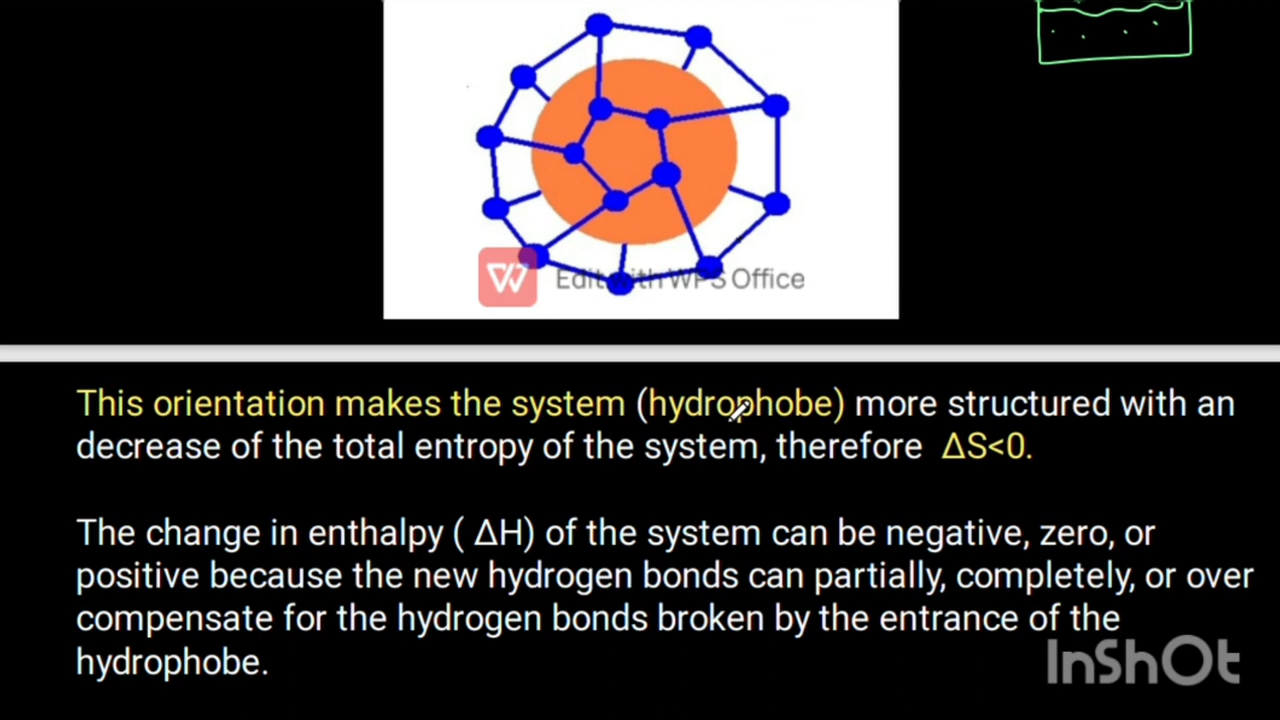 Edit with WPS Office
This orientation makes the system (hydrophobe) more structured with an
decrease of the total entropy of the system, therefore ΔS<0.
The change in enthalpy ( ΔH) of the system can be negative, zero, or
positive because the new hydrogen bonds can partially, completely, or over
compensate for the hydrogen bonds broken by the entrance of the
hydrophobe.
InShOt